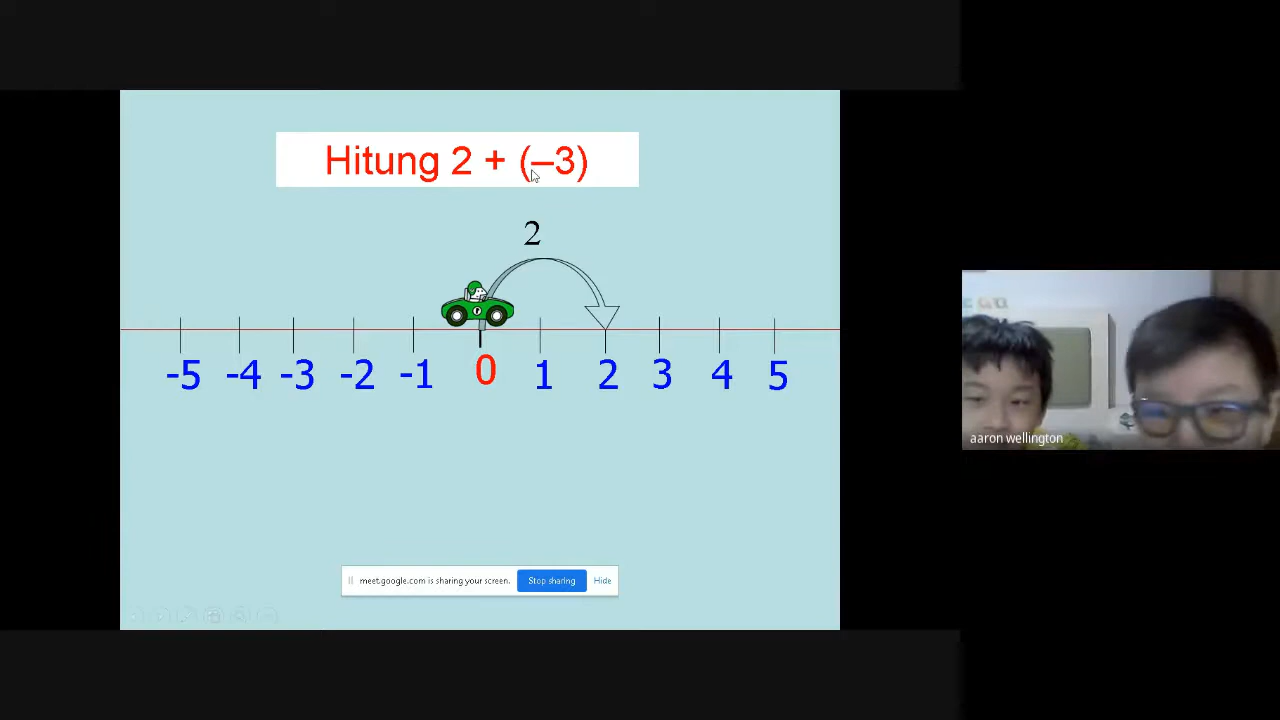 Hitung 2 + (–3)
2
-5 -4 -3 -2 -1 0 1 2 3 4 5
aaron wellington
meet.google.com is sharing your screen. Stop sharing Hide